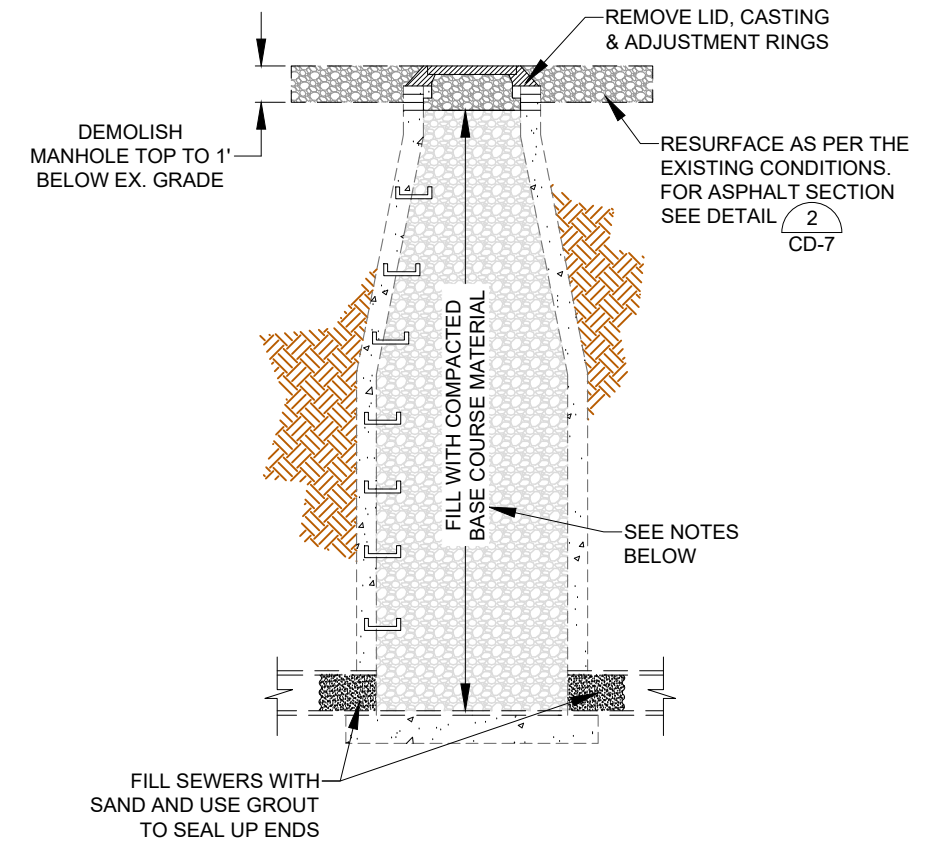 REMOVE LID, CASTING
& ADJUSTMENT RINGS
DEMOLISH
MANHOLE TOP TO 1'
BELOW EX. GRADE
RESURFACE AS PER THE
EXISTING CONDITIONS.
FOR ASPHALT SECTION
SEE DETAIL 2
CD-7
FILL WITH COMPACTED
BASE COURSE MATERIAL
SEE NOTES
BELOW
FILL SEWERS WITH
SAND AND USE GROUT
TO SEAL UP ENDS